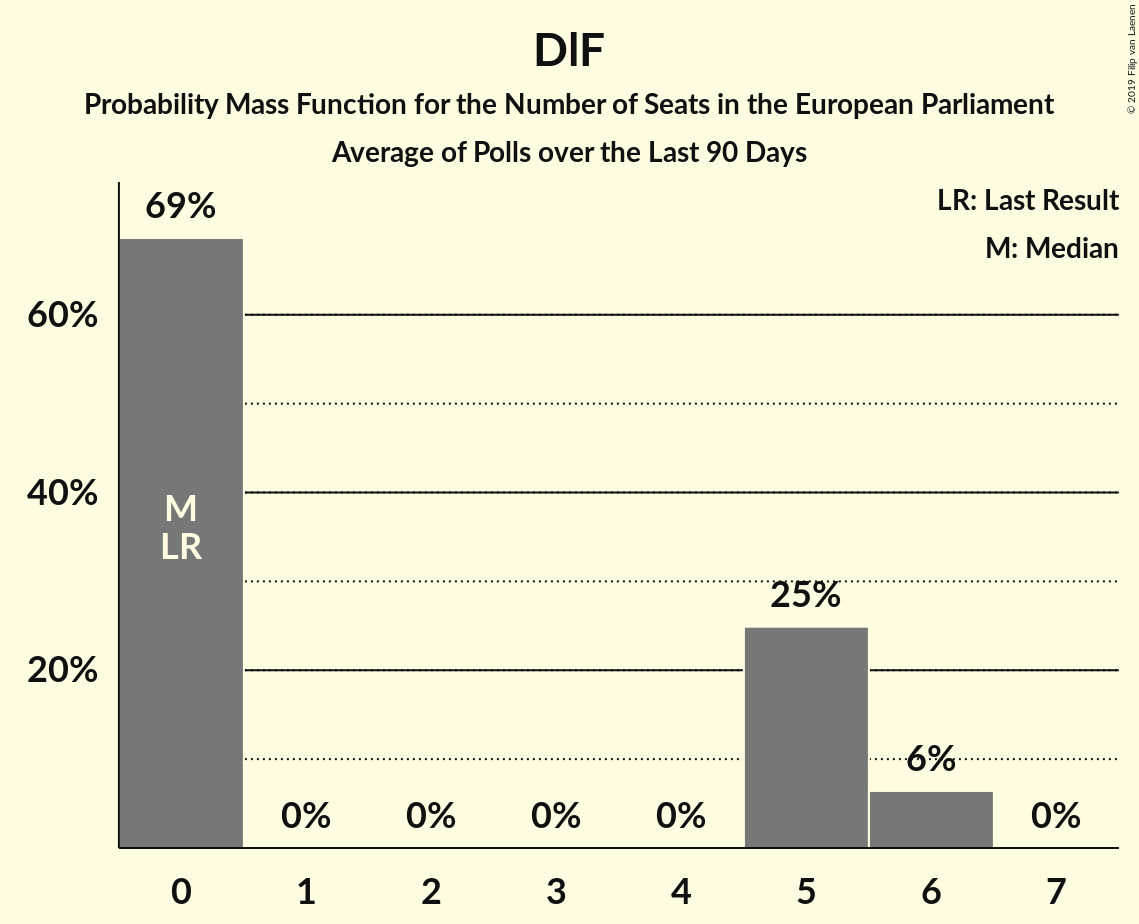 DlF
Probability Mass Function for the Number of Seats in the European Parliament
Average of Polls over the Last 90 Days
© 2019 Filip van Laenen
LR: Last Result
M: Median
69%
60%
40%
20%
M
LR
0%
0%
0%
0%
25%
6%
0%
0
1
2
3
4
5
6
7